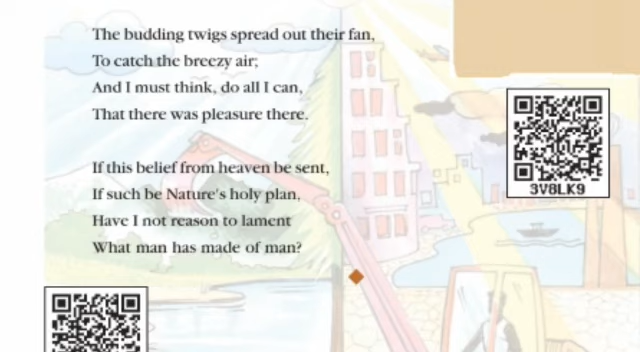 The budding twigs spread out their fan,
To catch the breezy air;
And I must think, do all I can,
That there was pleasure there.
If this belief from heaven be sent,
If such be Nature's holy plan,
Have I not reason to lament
What man has made of man?
3V8LK9